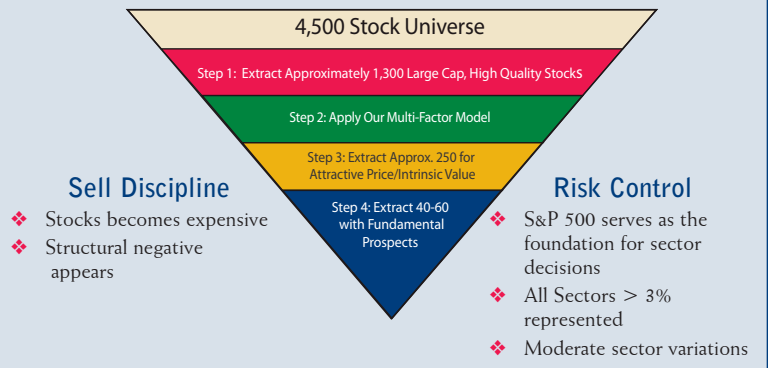 4,500 Stock Universe
Step 1: Extract Approximately 1,300 Large Cap, High Quality Stocks
Step 2: Apply Our Multi-Factor Model
Step 3: Extract Approx. 250 for
Attractive Price/Intrinsic Value
Step 4: Extract 40-60
with Fundamental
Prospects
Sell Discipline
❖ Stocks becomes expensive
❖ Structural negative
appears
Risk Control
❖ S&P 500 serves as the
foundation for sector
decisions
❖ All Sectors > 3%
represented
❖ Moderate sector variations